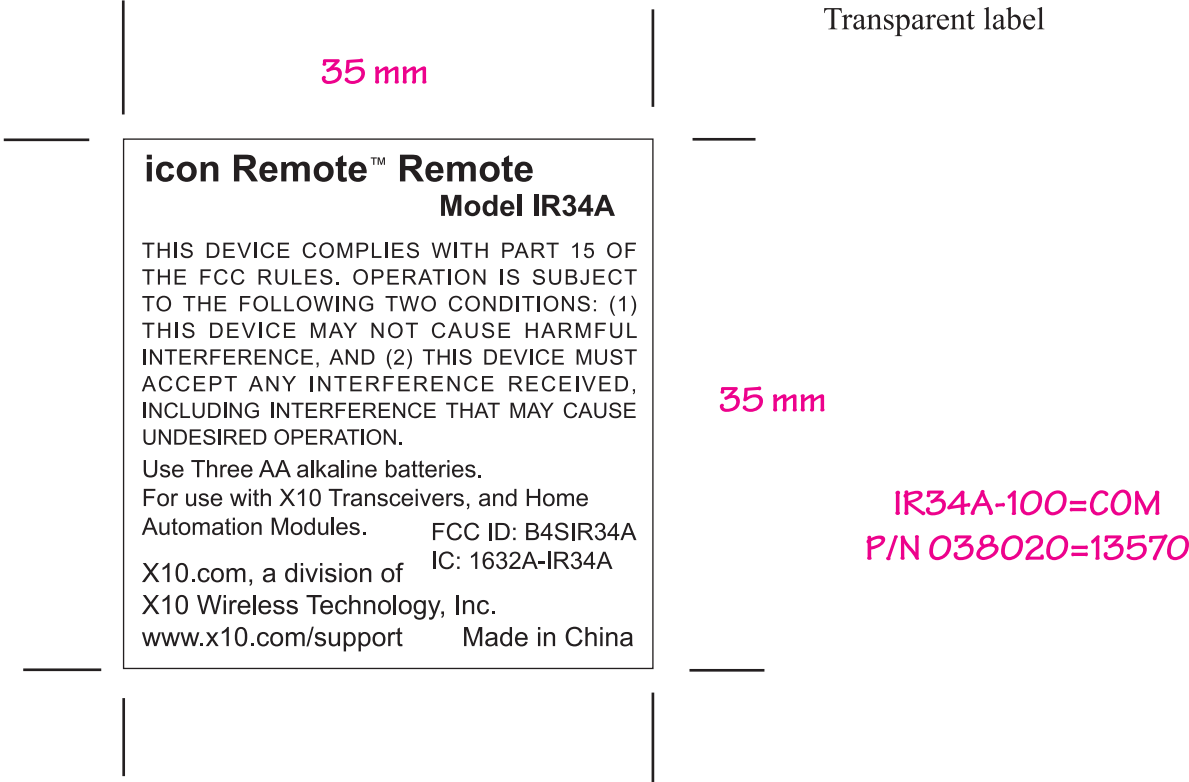 Transparent label
35 mm
icon Remote™ Remote
Model IR34A
THIS DEVICE COMPLIES WITH PART 15 OF
THE FCC RULES. OPERATION IS SUBJECT
TO THE FOLLOWING TWO CONDITIONS: (1)
THIS DEVICE MAY NOT CAUSE HARMFUL
INTERFERENCE, AND (2) THIS DEVICE MUST
ACCEPT ANY INTERFERENCE RECEIVED,
INCLUDING INTERFERENCE THAT MAY CAUSE
UNDESIRED OPERATION.
Use Three AA alkaline batteries.
For use with X10 Transceivers, and Home
Automation Modules.
FCC ID: B4SIR34A
IC: 1632A-IR34A
X10.com, a division of
X10 Wireless Technology, Inc.
www.x10.com/support Made in China
35 mm
IR34A-100=COM
P/N 038020=13570